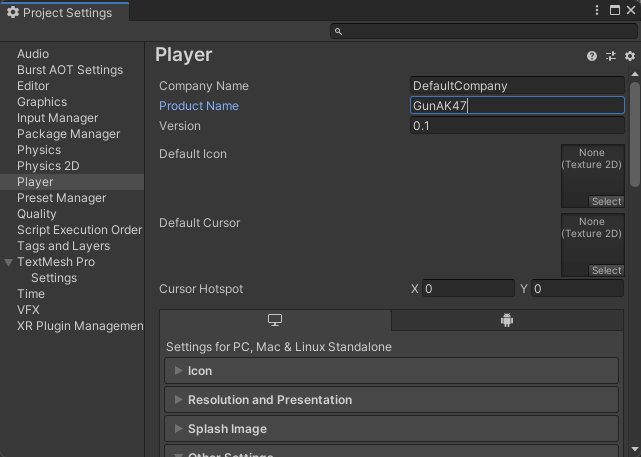 Project Settings
Audio
Burst AOT Settings
Editor
Graphics
Input Manager
Package Manager
Physics
Physics 2D
Player
Preset Manager
Quality
Script Execution Order
Tags and Layers
TextMesh Pro
Settings
Time
VFX
XR Plugin Managemen
Player
Company Name DefaultCompany
Product Name GunAK47
Version 0.1
Default Icon
None
(Texture 2D)
Select
Default Cursor
None
(Texture 2D)
Select
Cursor Hotspot X 0 Y 0
Settings for PC, Mac & Linux Standalone
Icon
Resolution and Presentation
Splash Image
Other Settings